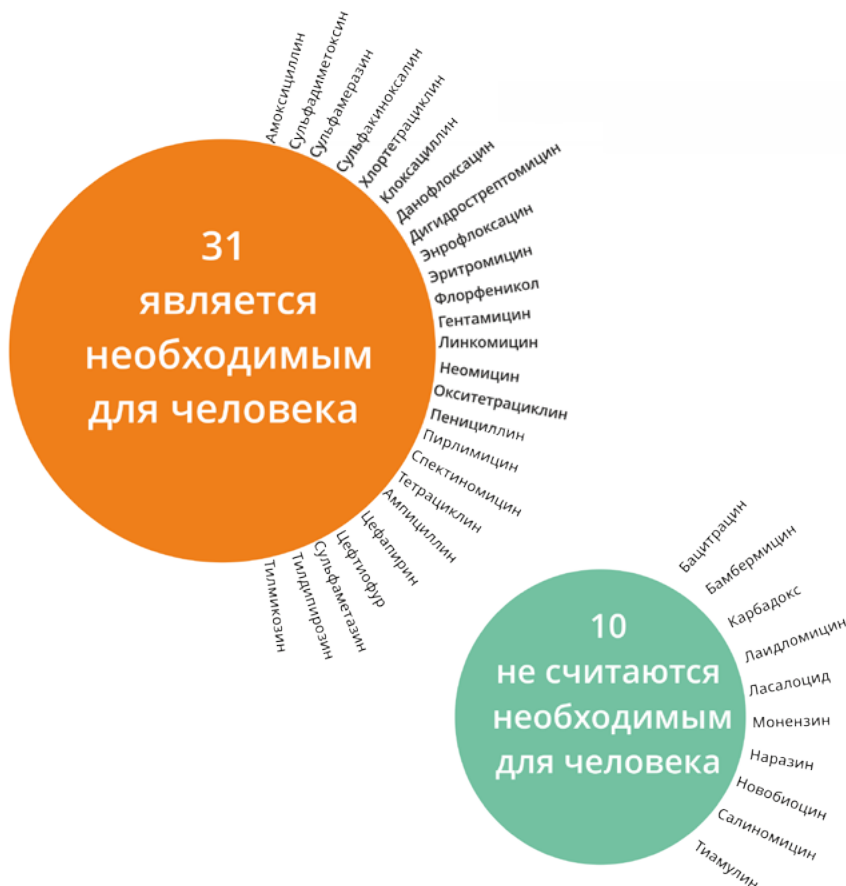 31
является
необходимым
для человека
Амоксициллин
Сульфадиметоксин
Сульфамеразин
Сульфакиноксалин
Хлортетрациклин
Клоксациллин
Данофлоксацин
Дигидрострептомицин
Энрофлоксацин
Эритромицин
Флорфеникол
Гентамицин
Линкомицин
Неомицин
Окситетрациклин
Пенициллин
Пирлимицин
Спектиномицин
Тетрациклин
Ампициллин
Цефапирин
Цефтиофур
Сульфаметазин
Тилдипирозин
Тилмикозин
10
не считаются
необходимым
для человека
Бацитрацин
Бамбермицин
Карбадокс
Лаидломицин
Ласалоцид
Монензин
Наразин
Новобиоцин
Салиномицин
Тиамулин